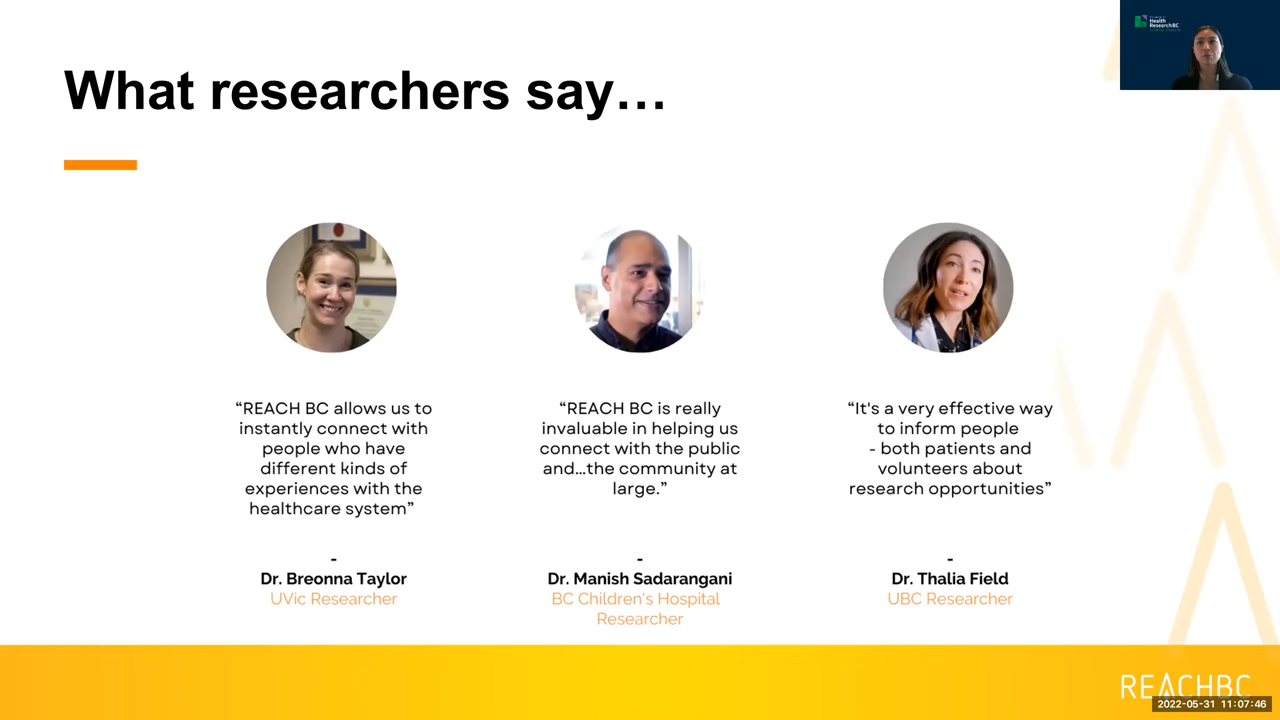 Health
Research BC
What researchers say…
“REACH BC allows us to
instantly connect with
people who have
different kinds of
experiences with the
healthcare system”
-
Dr. Breonna Taylor
UVic Researcher
“REACH BC is really
invaluable in helping us
connect with the public
and…the community at
large.”
-
Dr. Manish Sadarangani
BC Children's Hospital
Researcher
“It's a very effective way
to inform people
- both patients and
volunteers about
research opportunities”
-
Dr. Thalia Field
UBC Researcher
REACHBC
2022-05-31 11:07:46